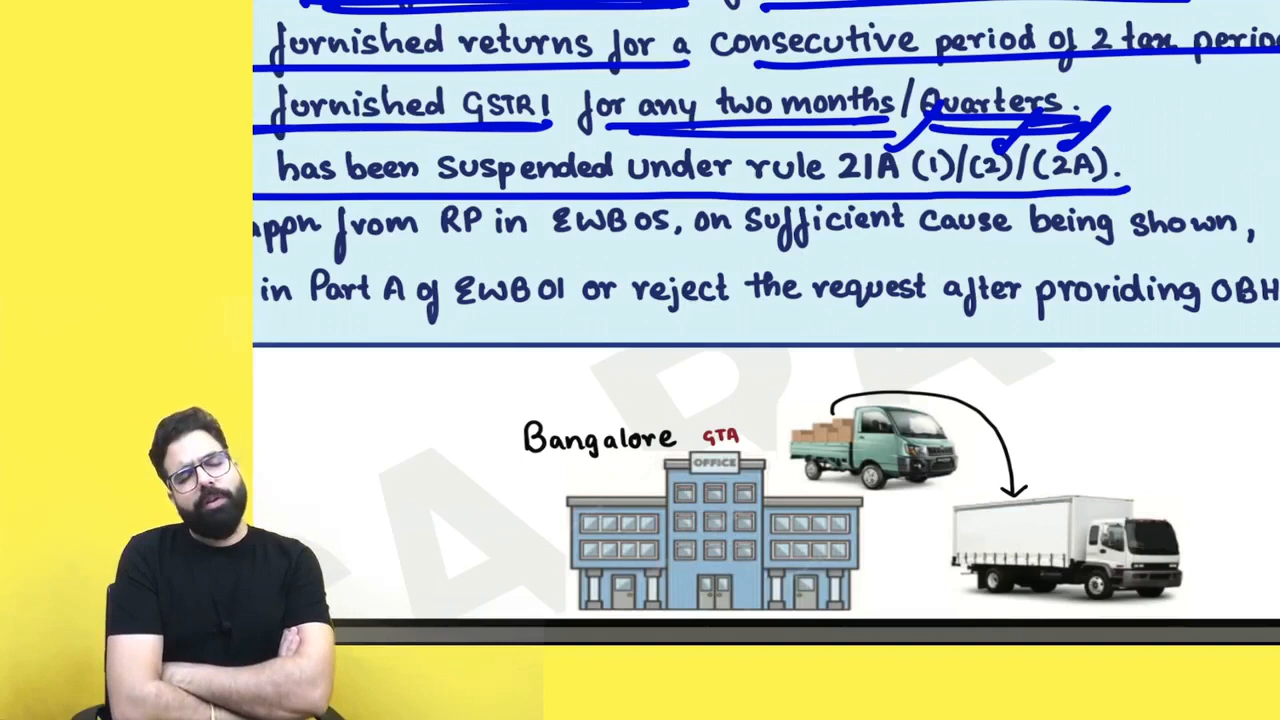 furnished returns for a consecutive period of 2 tax
furnished GSTR1 for any two months/Quarters.
has been suspended under rule 21A (1)/(2)/(2A).
appn from RP in EWB 05, on sufficient cause being shown,
in Part A of EWB 01 or reject the request after providing OBH
Bangalore GTA
OFFICE